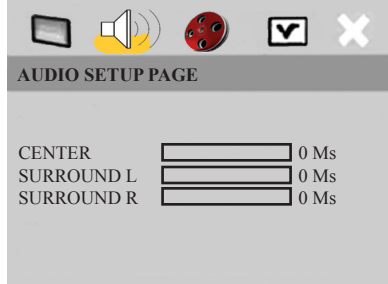 AUDIO SETUP PAGE
CENTER 0 Ms
SURROUND L 0 Ms
SURROUND R 0 Ms